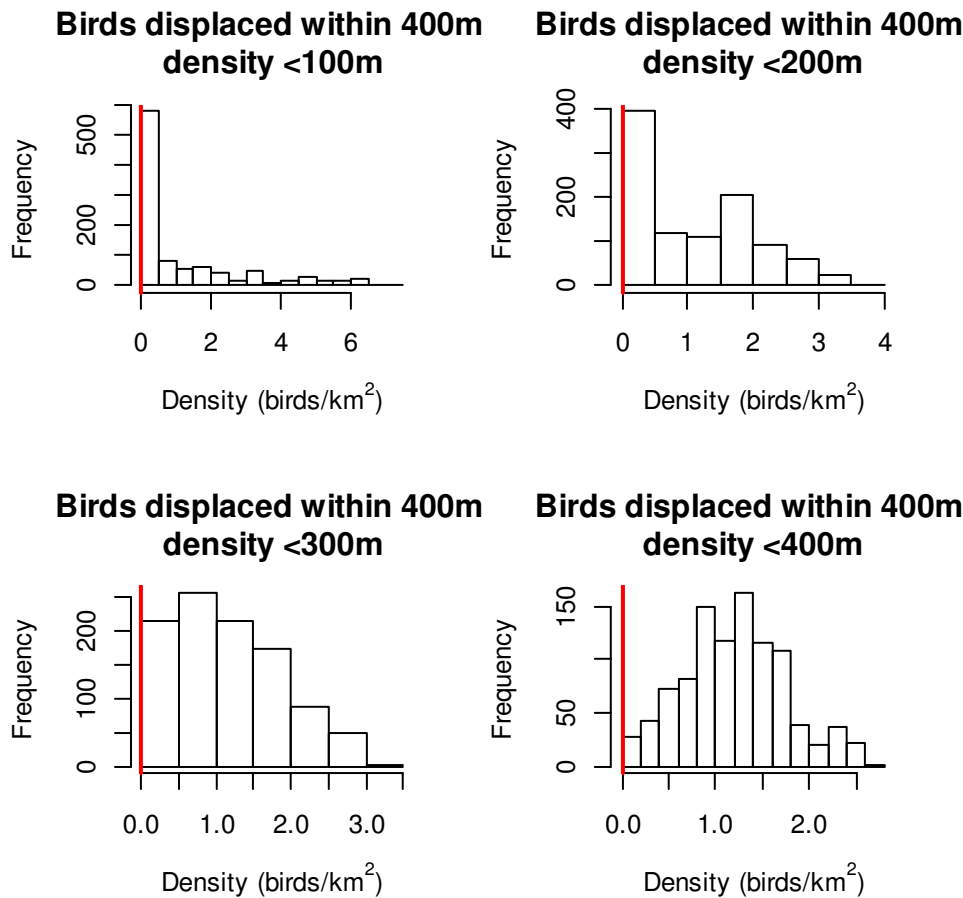 Birds displaced within 400m
density <100m
Frequency
500
200
0
0 2 4 6
Density (birds/km²)
Birds displaced within 400m
density <200m
Frequency
400
200
0
0 1 2 3 4
Density (birds/km²)
Birds displaced within 400m
density <300m
Frequency
200
100
0
0.0 1.0 2.0 3.0
Density (birds/km²)
Birds displaced within 400m
density <400m
Frequency
150
50
0
0.0 1.0 2.0
Density (birds/km²)